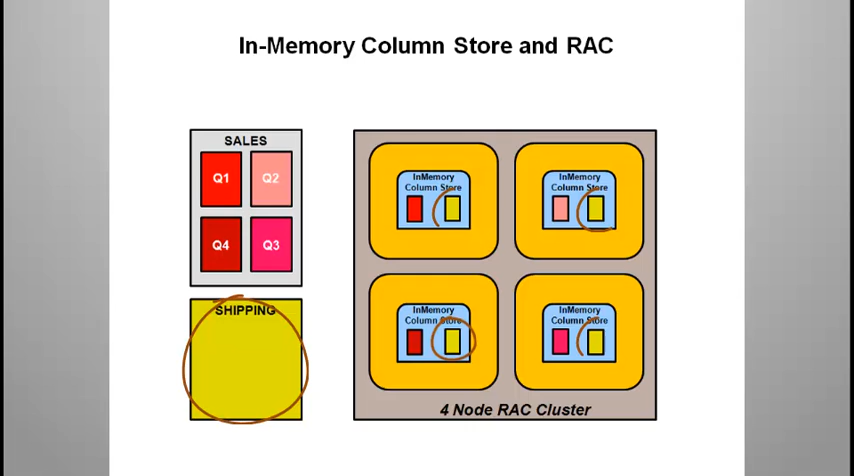 In-Memory Column Store and RAC
SALES
Q1
Q2
Q4
Q3
SHIPPING
InMemory
Column Store
InMemory
Column Store
InMemory
Column Store
InMemory
Column Store
4 Node RAC Cluster